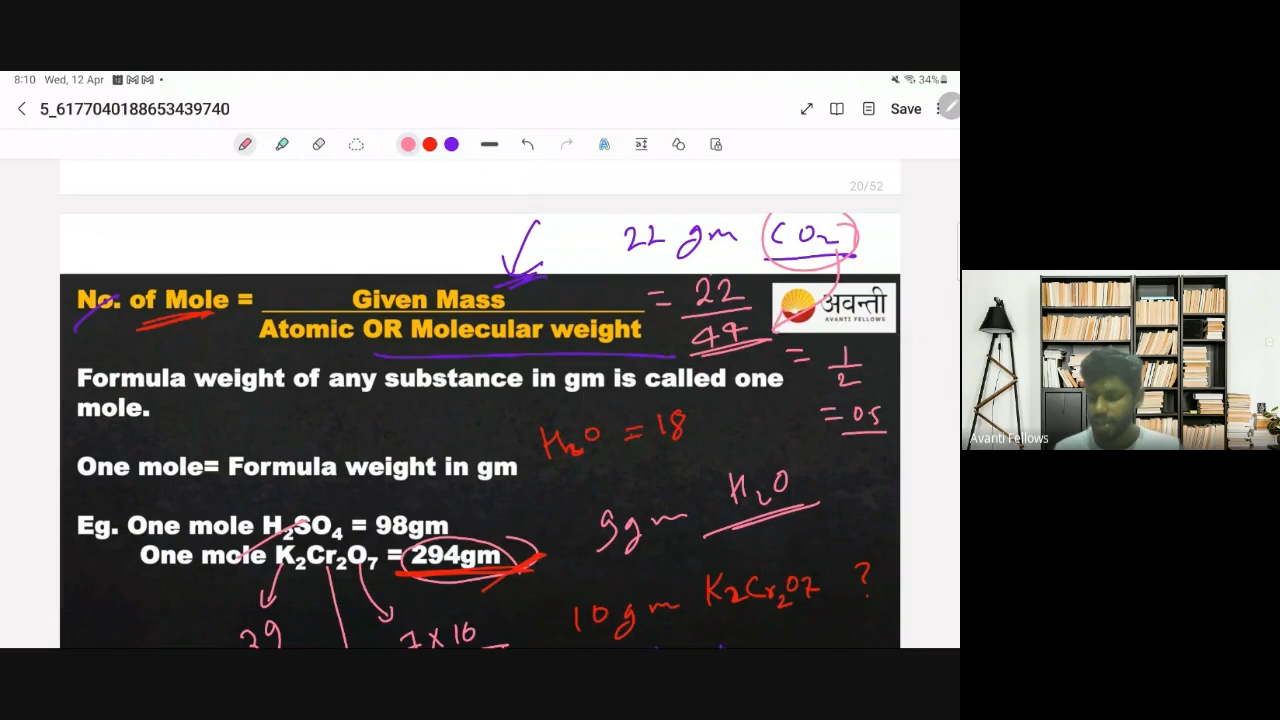 8:10 Wed, 12 Apr 34%
5_6177040188653439740
Save
20/52
22 gm CO2
No. of Mole = Given Mass
Atomic OR Molecular weight
= 22
44
अवन्ती
AVANTI FELLOWS
= 1
2
= 0.5
Formula weight of any substance in gm is called one
mole.
H2O = 18
One mole= Formula weight in gm
9gm H2O
Eg. One mole H2SO4 = 98gm
One mole K2Cr2O7 = 294gm
10 gm K2Cr2O7 ?
39
7 × 16
Avanti Fellows